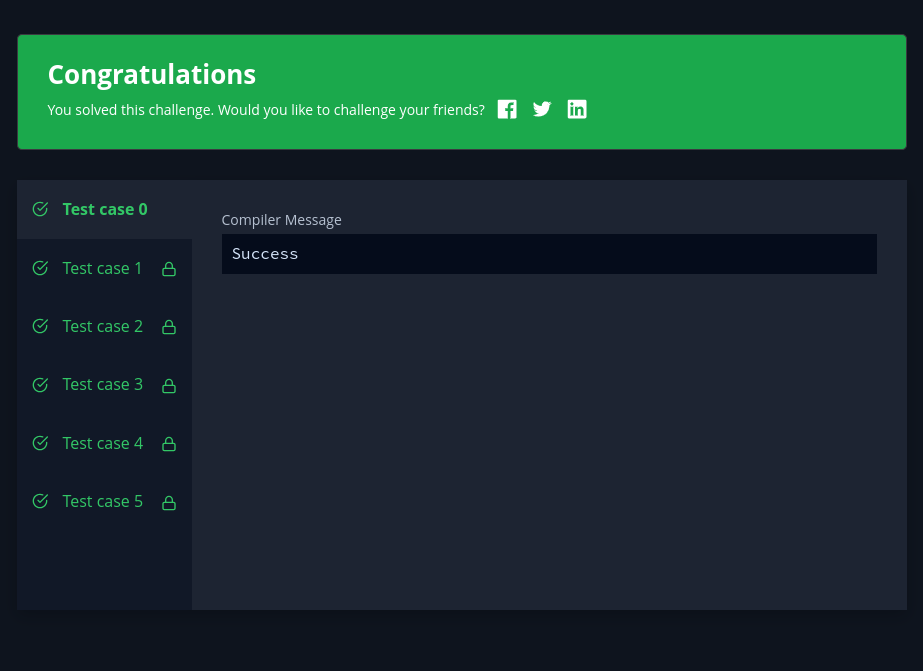 Congratulations
You solved this challenge. Would you like to challenge your friends?
Test case 0
Test case 1
Test case 2
Test case 3
Test case 4
Test case 5
Compiler Message
Success